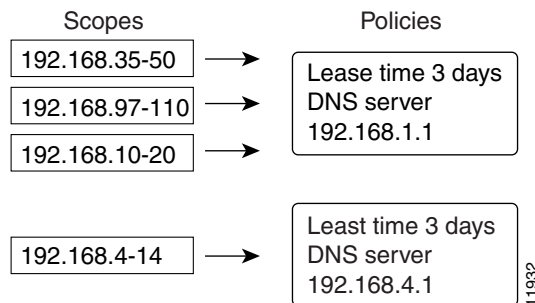 Scopes
Policies
192.168.35-50
192.168.97-110
192.168.10-20
Lease time 3 days
DNS server
192.168.1.1
192.168.4-14
Least time 3 days
DNS server
192.168.4.1
11932